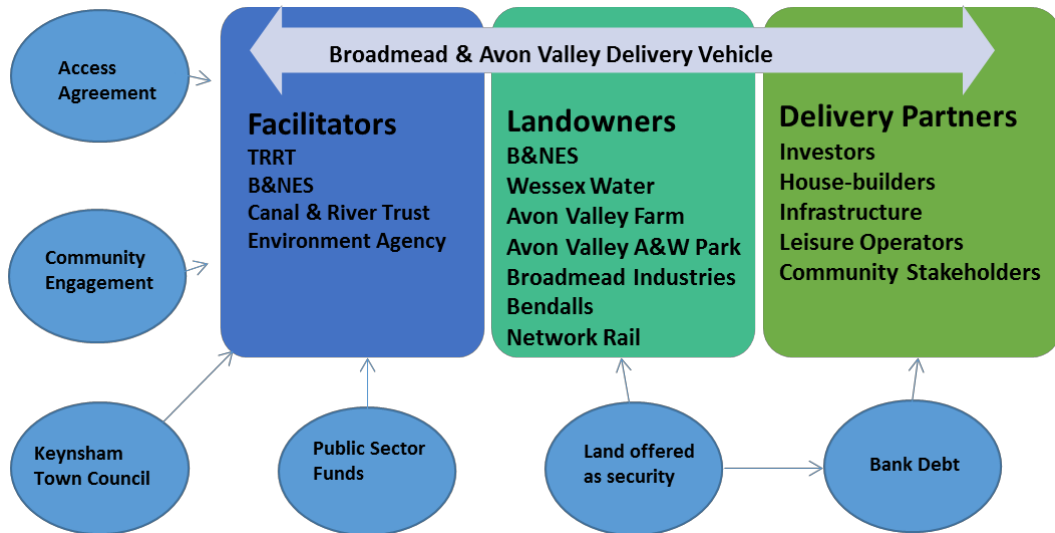 Broadmead & Avon Valley Delivery Vehicle
Access
Agreement
Community
Engagement
Keynsham
Town Council
Facilitators
TRRT
B&NES
Canal & River Trust
Environment Agency
Landowners
B&NES
Wessex Water
Avon Valley Farm
Avon Valley A&W Park
Broadmead Industries
Bendalls
Network Rail
Delivery Partners
Investors
House-builders
Infrastructure
Leisure Operators
Community Stakeholders
Public Sector
Funds
Land offered
as security
Bank Debt